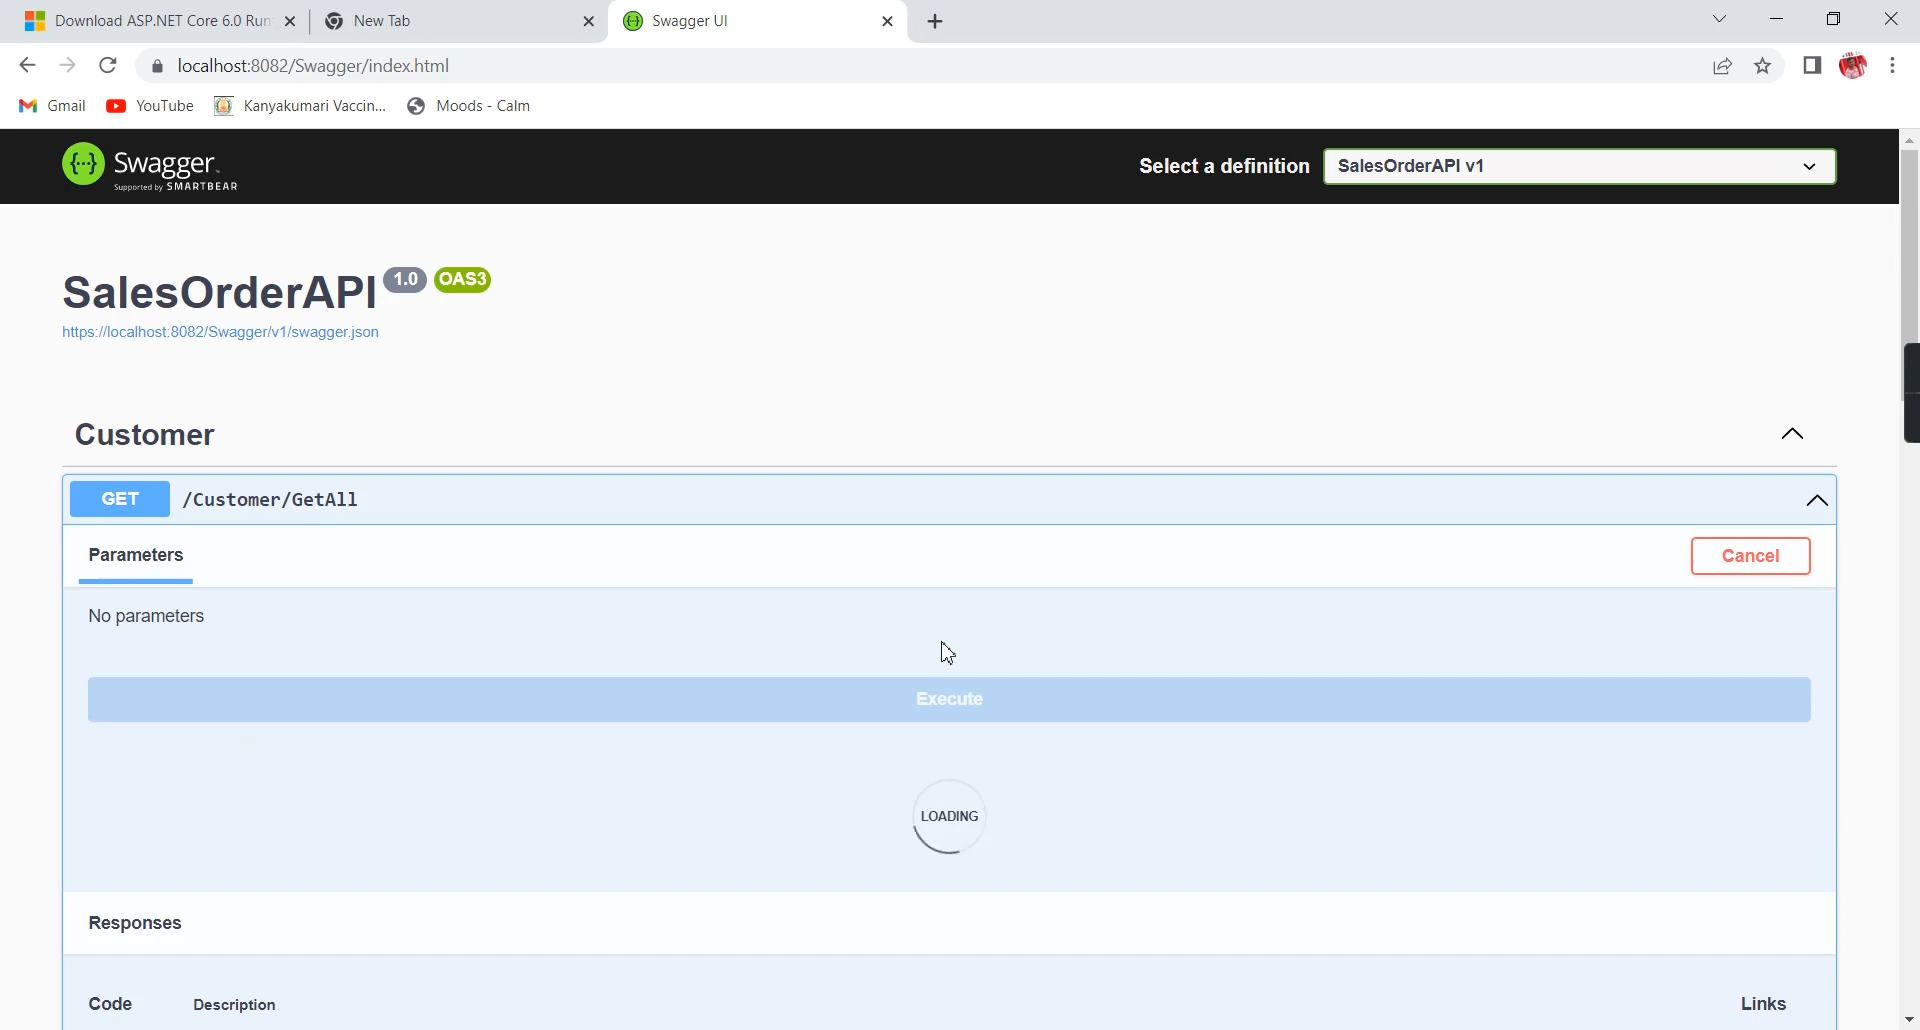 Download ASP.NET Core 6.0 Run
New Tab
Swagger UI
localhost:8082/Swagger/index.html
Gmail
YouTube
Kanyakumari Vaccin...
Moods - Calm
Swagger.
Supported by SMARTBEAR
Select a definition
SalesOrderAPI v1
SalesOrderAPI 1.0 OAS3
https://localhost:8082/Swagger/v1/swagger.json
Customer
GET /Customer/GetAll
Parameters
Cancel
No parameters
Execute
LOADING
Responses
Code Description Links